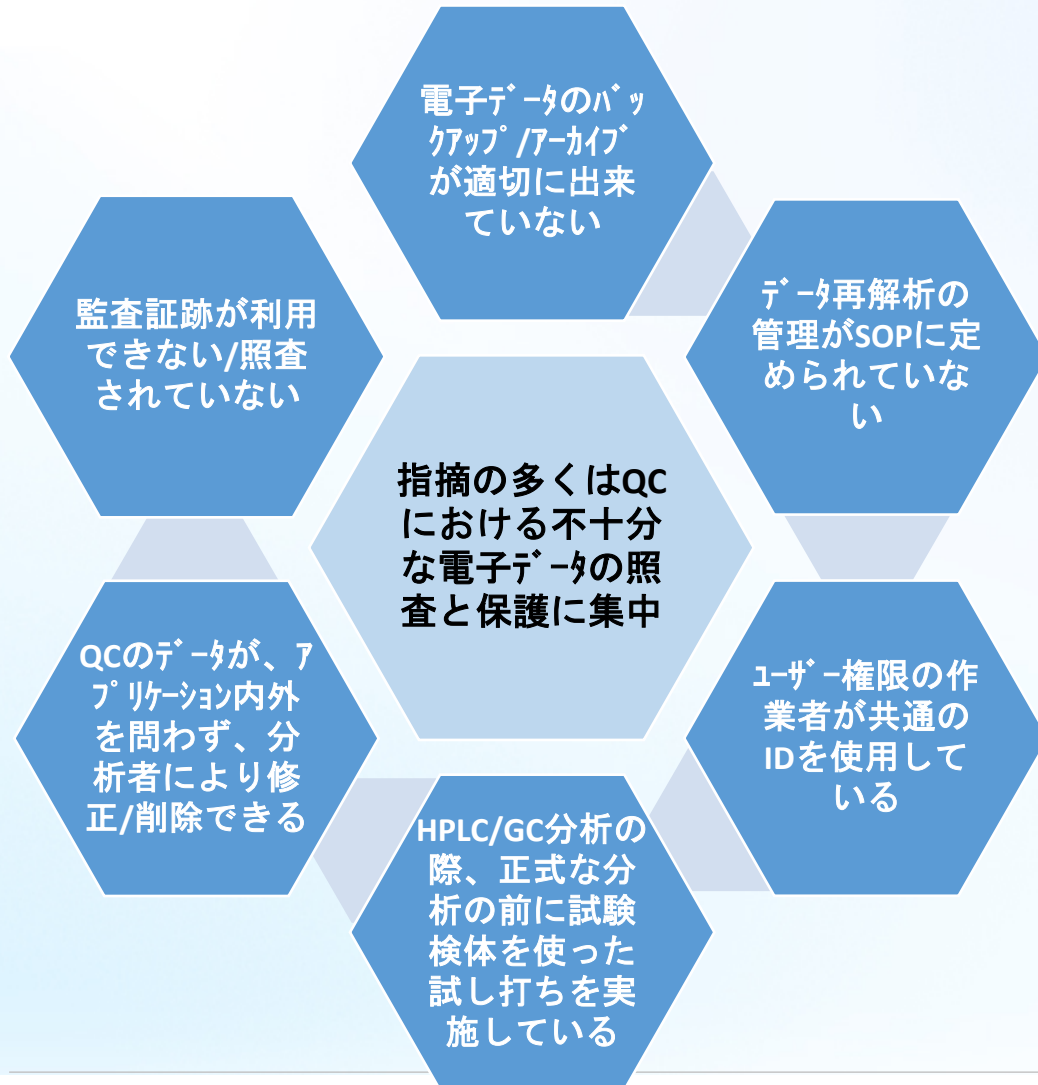 電子ﾃﾞｰﾀのﾊﾞｯ
ｸｱｯﾌﾟ/ｱｰｶｲﾌﾞ
が適切に出来
ていない
ﾃﾞｰﾀ再解析の
管理がSOPに定
められていな
い
ﾕｰｻﾞｰ権限の作
業者が共通の
IDを使用して
いる
HPLC/GC分析の
際、正式な分
析の前に試験
検体を使った
試し打ちを実
施している
QCのﾃﾞｰﾀが、ｱ
ﾌﾟﾘｹｰｼｮﾝ内外
を問わず、分
析者により修
正/削除できる
監査証跡が利用
できない/照査
されていない
指摘の多くはQC
における不十分
な電子ﾃﾞｰﾀの照
査と保護に集中